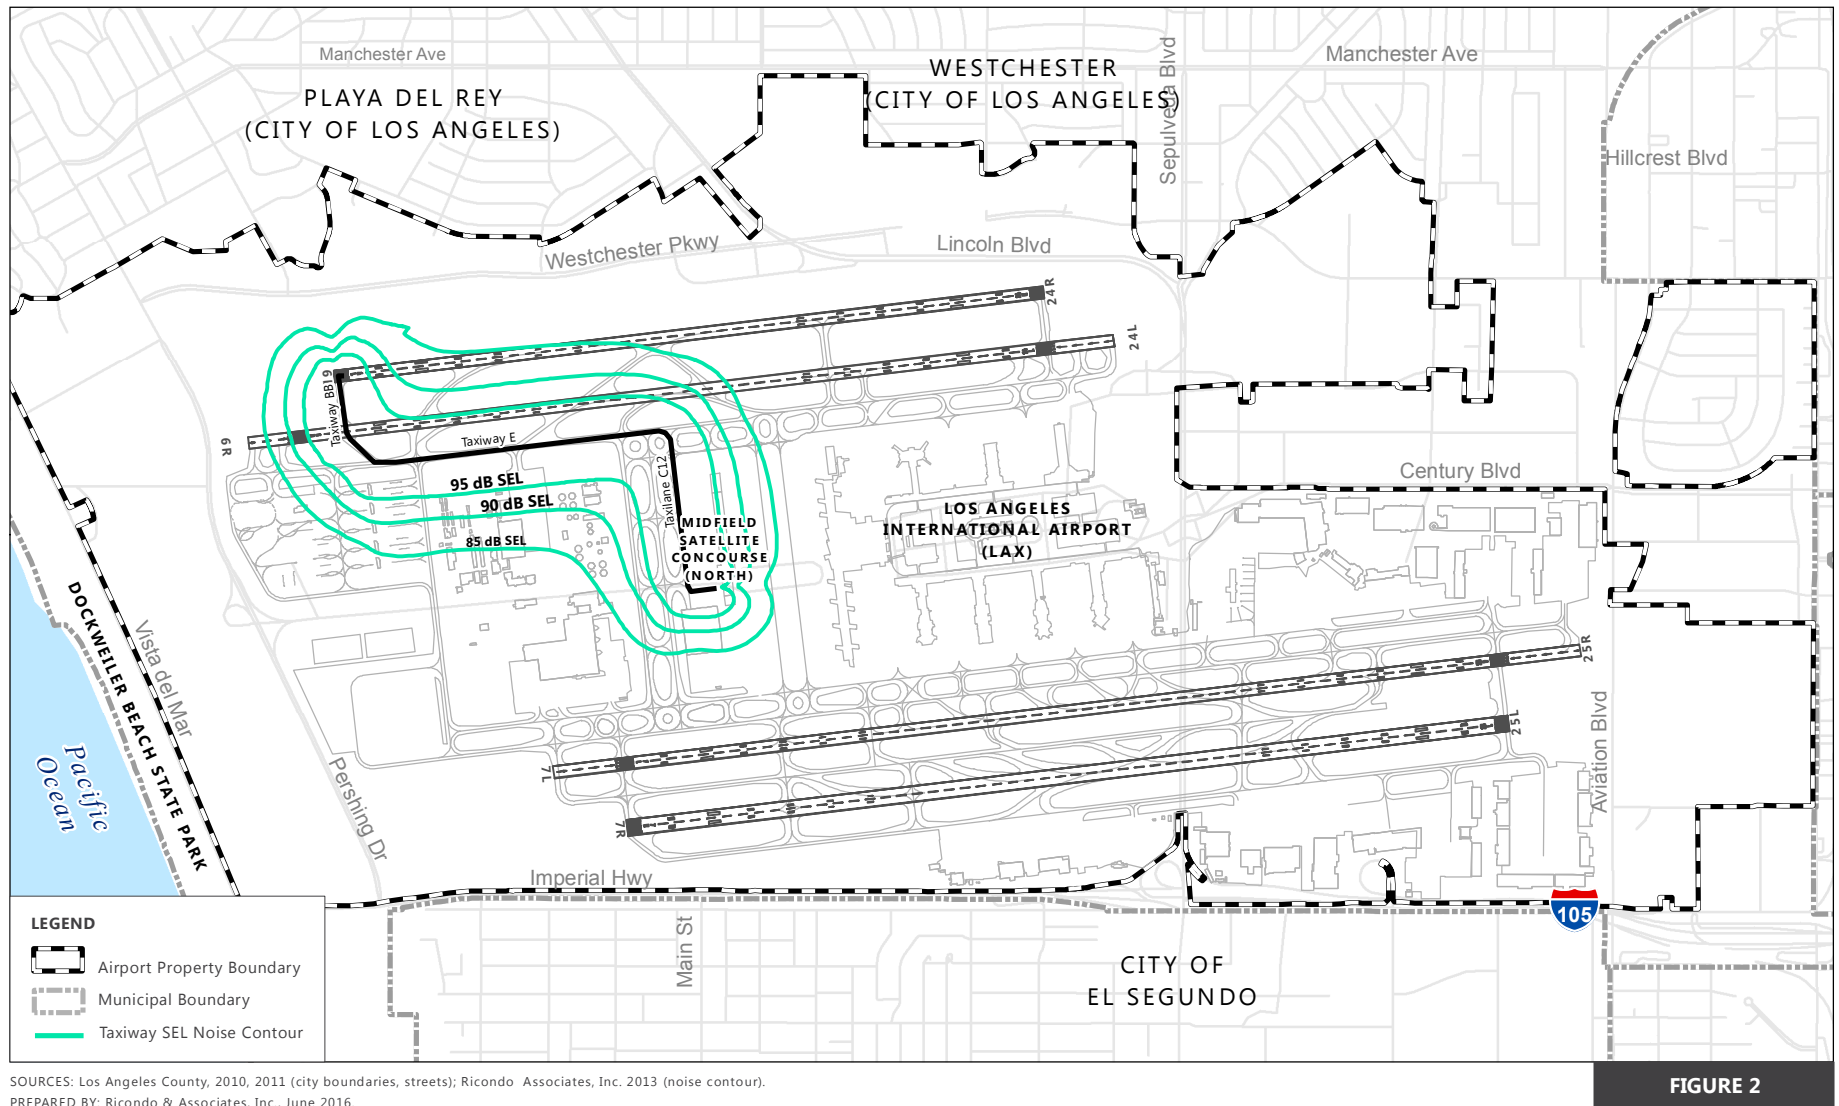 Manchester Ave
Manchester Ave
WESTCHESTER
(CITY OF LOS ANGELES)
PLAYA DEL REY
(CITY OF LOS ANGELES)
Sepulveda Blvd
Hillcrest Blvd
Westchester Pkwy
Lincoln Blvd
24R
24L
6L
6R
Taxiway BB
Taxiway E
Taxilane C12
95 dB SEL
90 dB SEL
85 dB SEL
MIDFIELD
SATELLITE
CONCOURSE
(NORTH)
LOS ANGELES
INTERNATIONAL AIRPORT
(LAX)
Century Blvd
25R
25L
7L
7R
Aviation Blvd
DOCKWEILER BEACH STATE PARK
Vista del Mar
Pershing Dr
Pacific
Ocean
Imperial Hwy
105
Main St
CITY OF
EL SEGUNDO
LEGEND
Airport Property Boundary
Municipal Boundary
Taxiway SEL Noise Contour
SOURCES: Los Angeles County, 2010, 2011 (city boundaries, streets); Ricondo Associates, Inc. 2013 (noise contour).
PREPARED BY: Ricondo & Associates, Inc., June 2016.
FIGURE 2